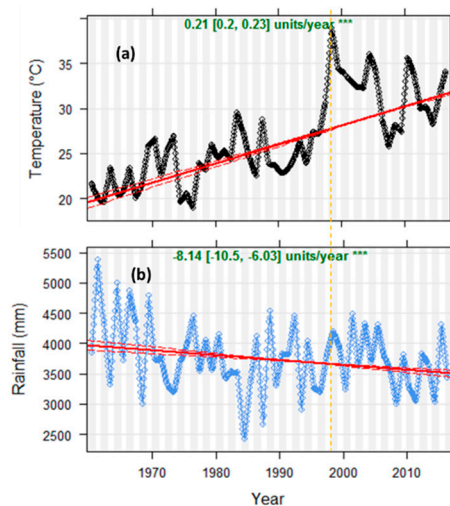 0.21 [0.2, 0.23] units/year ***
(a)
Temperature (°C)
35
30
25
20
-8.14 [-10.5, -6.03] units/year ***
(b)
Rainfall (mm)
5500
5000
4500
4000
3500
3000
2500
1970 1980 1990 2000 2010
Year